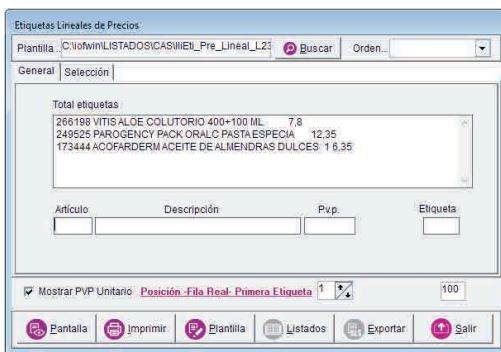 Etiquetas Lineales de Precios
Plantilla .. C:\iofwin\LISTADOS\CAS\lliEti_Pre_Lineal_L23 Buscar Orden...
General Selección
Total etiquetas
266198 VITIS ALOE COLUTORIO 400+100 ML 7,8
249525 PAROGENCY PACK ORALC PASTA ESPECIA 12,35
173444 ACOFARDERM ACEITE DE ALMENDRAS DULCES 1 6,35
Artículo Descripción Pvp. Etiqueta
Mostrar PVP Unitario Posición -Fila Real- Primera Etiqueta 1 100
Pantalla Imprimir Plantilla Listados Exportar Salir